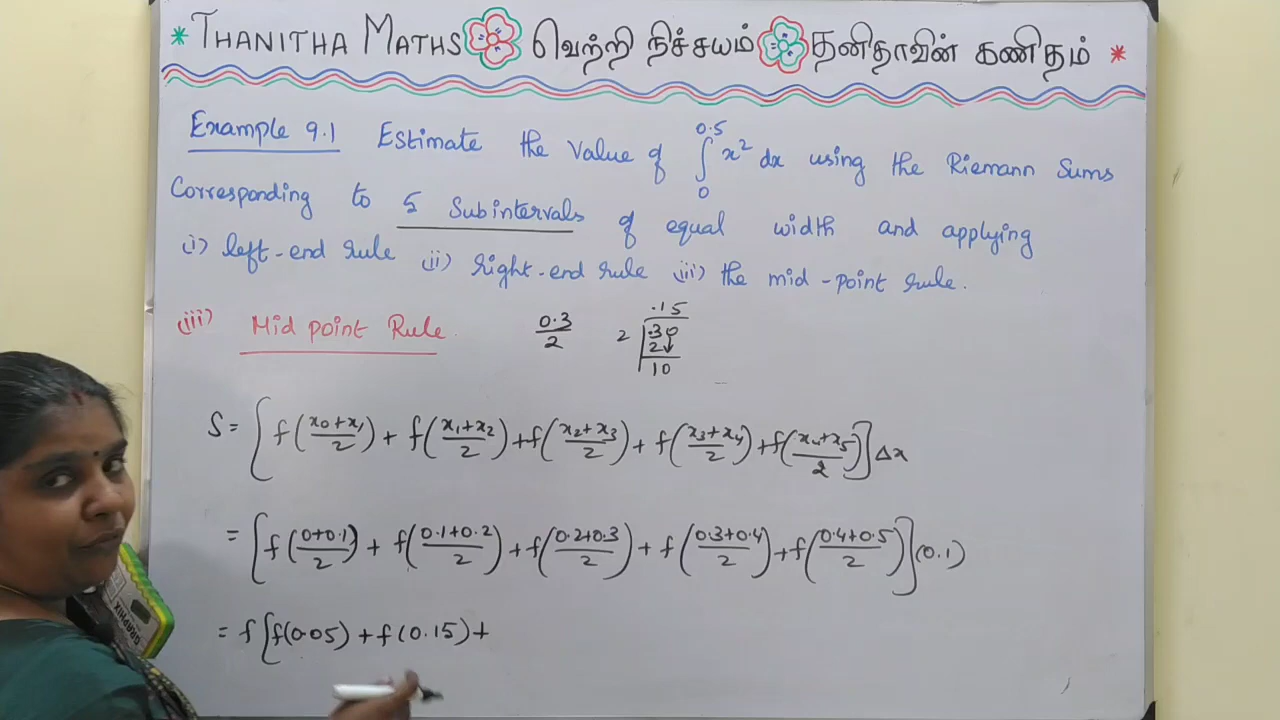 * THANITHA MATHS வெற்றி நிச்சயம் தனிதாவின் கணிதம் *
Example 9.1 Estimate the Value of ∫₀^0.5 x² dx using the Riemann Sums
Corresponding to 5 Subintervals of equal width and applying
(i) left-end rule (ii) right-end rule (iii) the mid-point rule.
(iii) Mid point Rule.
0.3/2
.15
2 .30
2↓
10
S = [f((x₀+x₁)/2) + f((x₁+x₂)/2) + f((x₂+x₃)/2) + f((x₃+x₄)/2) + f((x₄+x₅)/2)] Δx
= [f((0+0.1)/2) + f((0.1+0.2)/2) + f((0.2+0.3)/2) + f((0.3+0.4)/2) + f((0.4+0.5)/2)] (0.1)
= f[f(0.05) + f(0.15) +
GRAPHIX